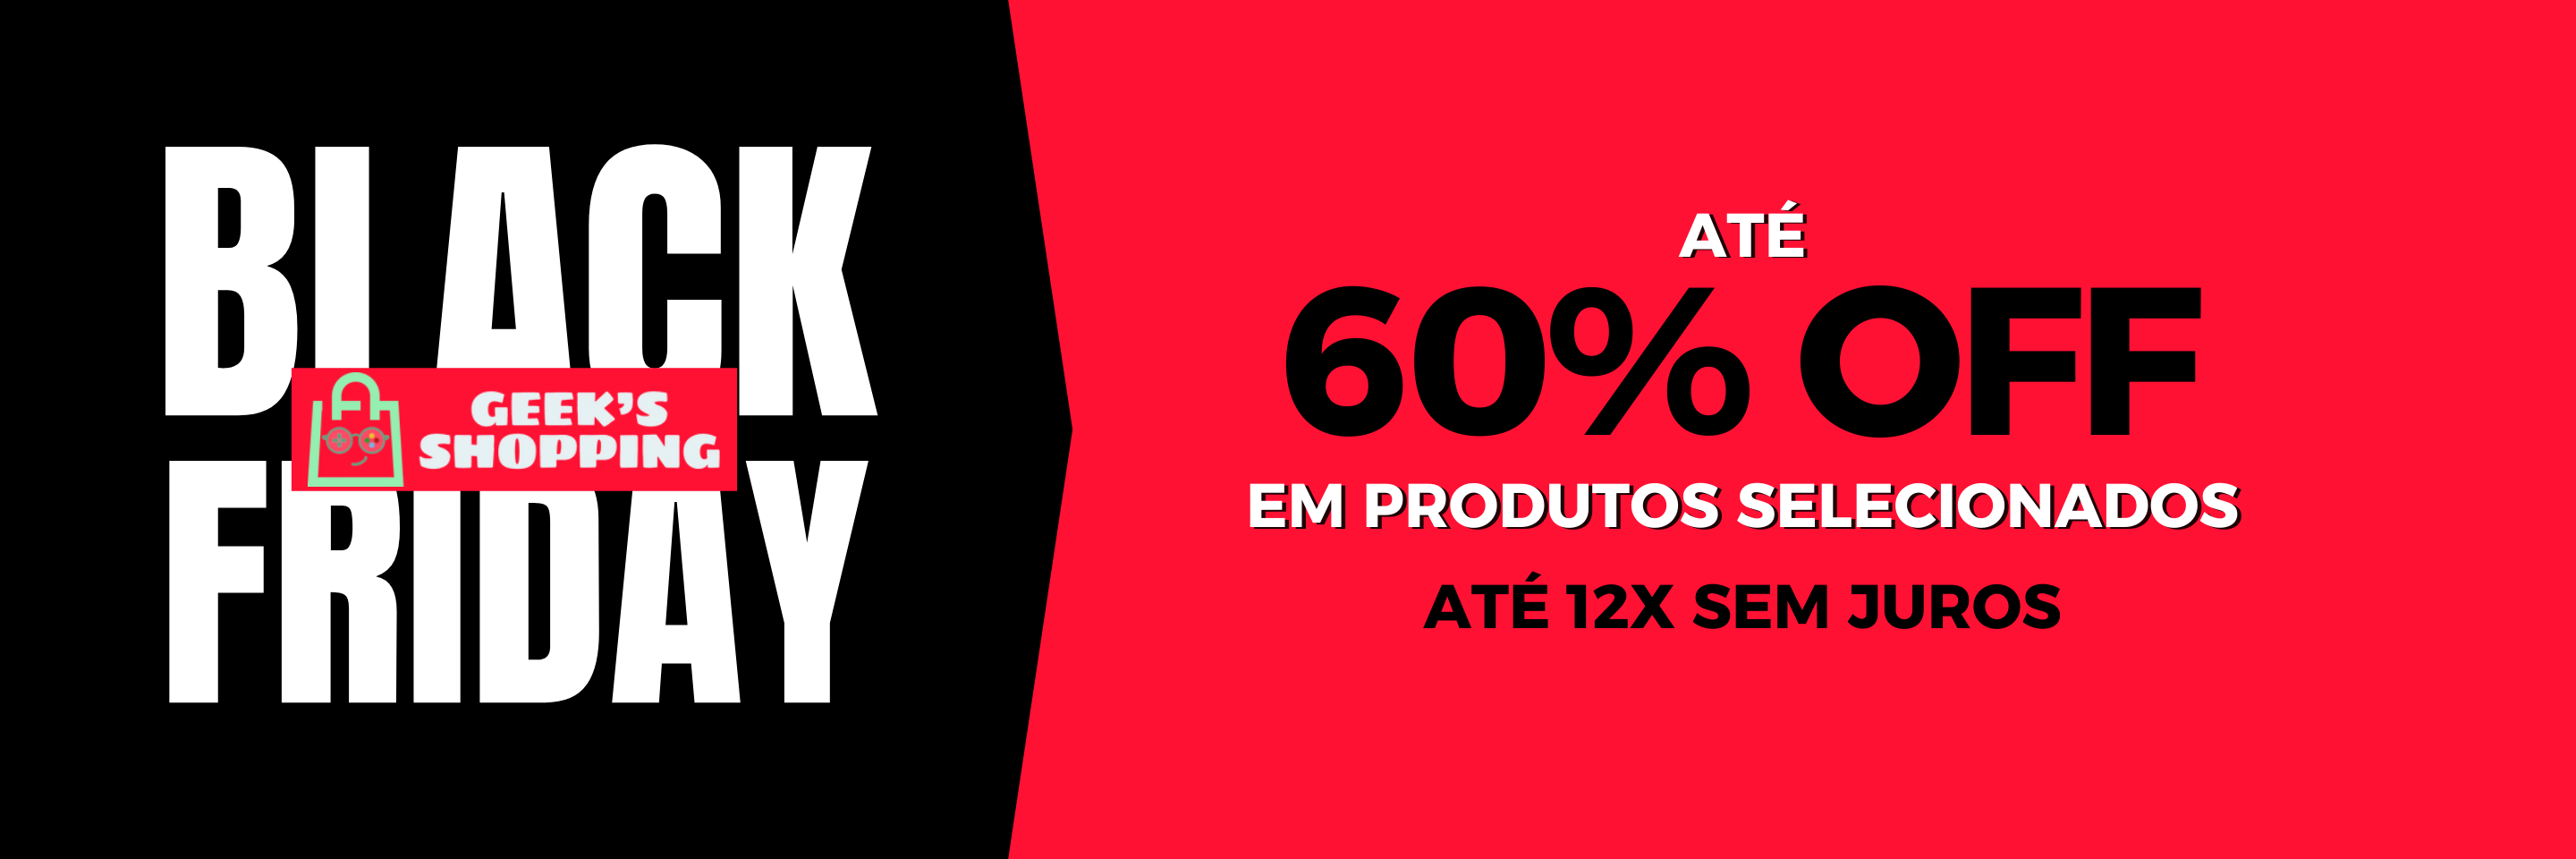 BLACK
GEEK'S
SHOPPING
FRIDAY
ATÉ
60% OFF
EM PRODUTOS SELECIONADOS
ATÉ 12X SEM JUROS